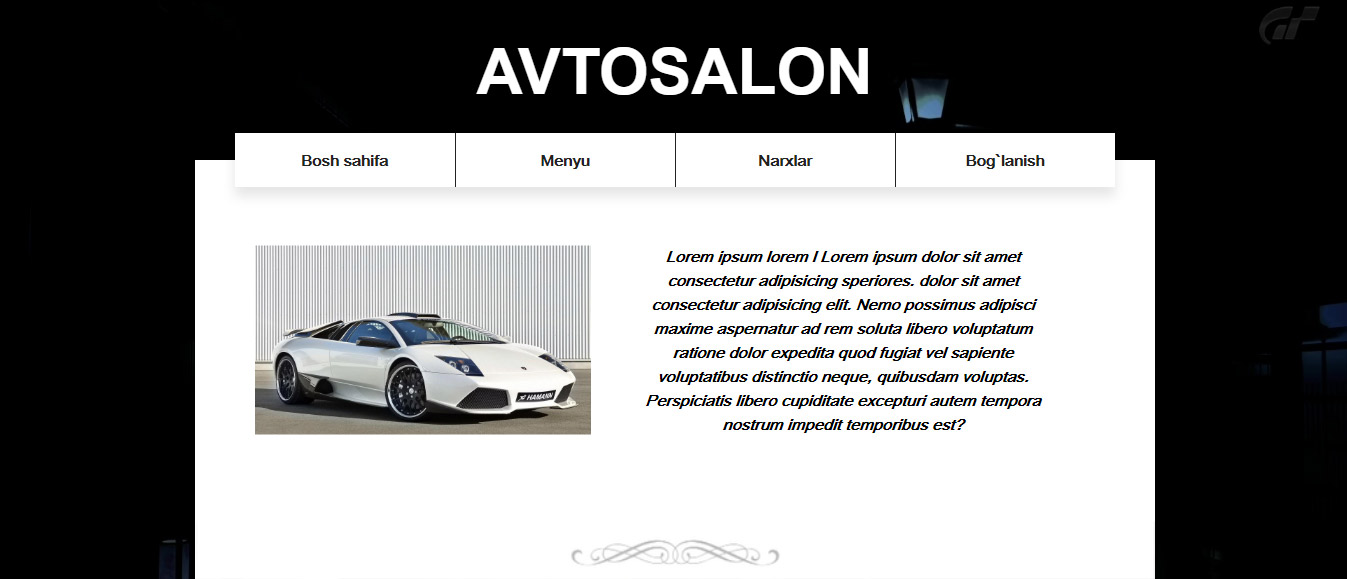 AVTOSALON
Bosh sahifa
Menyu
Narxlar
Bog`lanish
Lorem ipsum lorem l Lorem ipsum dolor sit amet
consectetur adipisicing speriores. dolor sit amet
consectetur adipisicing elit. Nemo possimus adipisci
maxime aspernatur ad rem soluta libero voluptatum
ratione dolor expedita quod fugiat vel sapiente
voluptatibus distinctio neque, quibusdam voluptas.
Perspiciatis libero cupiditate excepturi autem tempora
nostrum impedit temporibus est?
HAMANN
GT